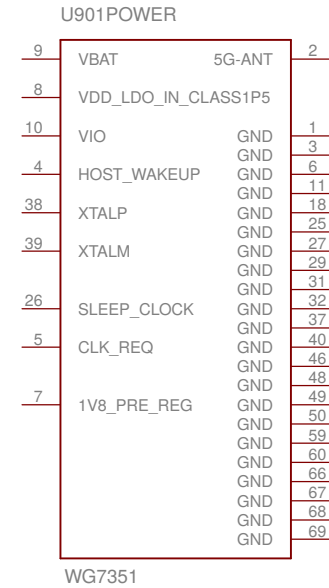 U901POWER
9 VBAT 5G-ANT 2
8 VDD_LDO_IN_CLASS1P5
10 VIO GND 1
GND 3
4 HOST_WAKEUP GND 6
GND 11
38 XTALP GND 18
GND 25
39 XTALM GND 27
GND 29
GND 31
26 SLEEP_CLOCK GND 32
GND 37
5 CLK_REQ GND 40
GND 46
GND 48
7 1V8_PRE_REG GND 49
GND 50
GND 59
GND 60
GND 66
GND 67
GND 68
GND 69
WG7351